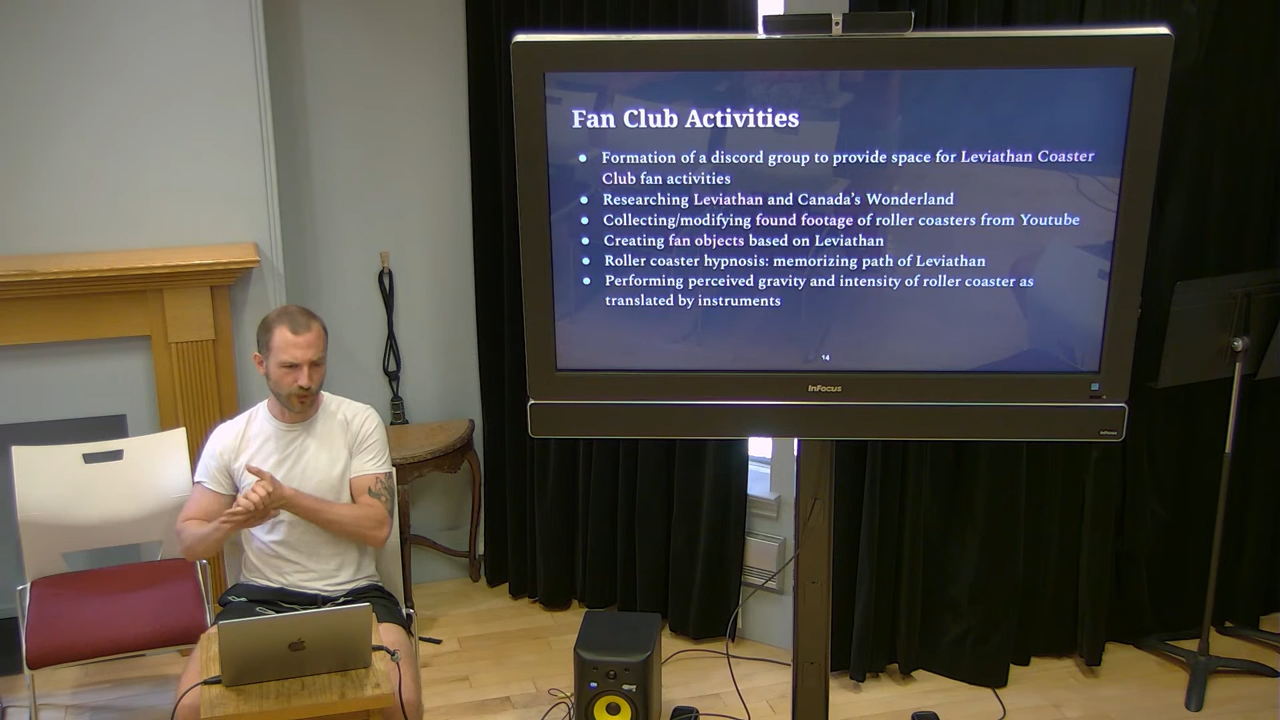 Fan Club Activities
● Formation of a discord group to provide space for Leviathan Coaster
Club fan activities
● Researching Leviathan and Canada's Wonderland
● Collecting/modifying found footage of roller coasters from Youtube
● Creating fan objects based on Leviathan
● Roller coaster hypnosis: memorizing path of Leviathan
● Performing perceived gravity and intensity of roller coaster as
translated by instruments
14
InFocus
InFocus